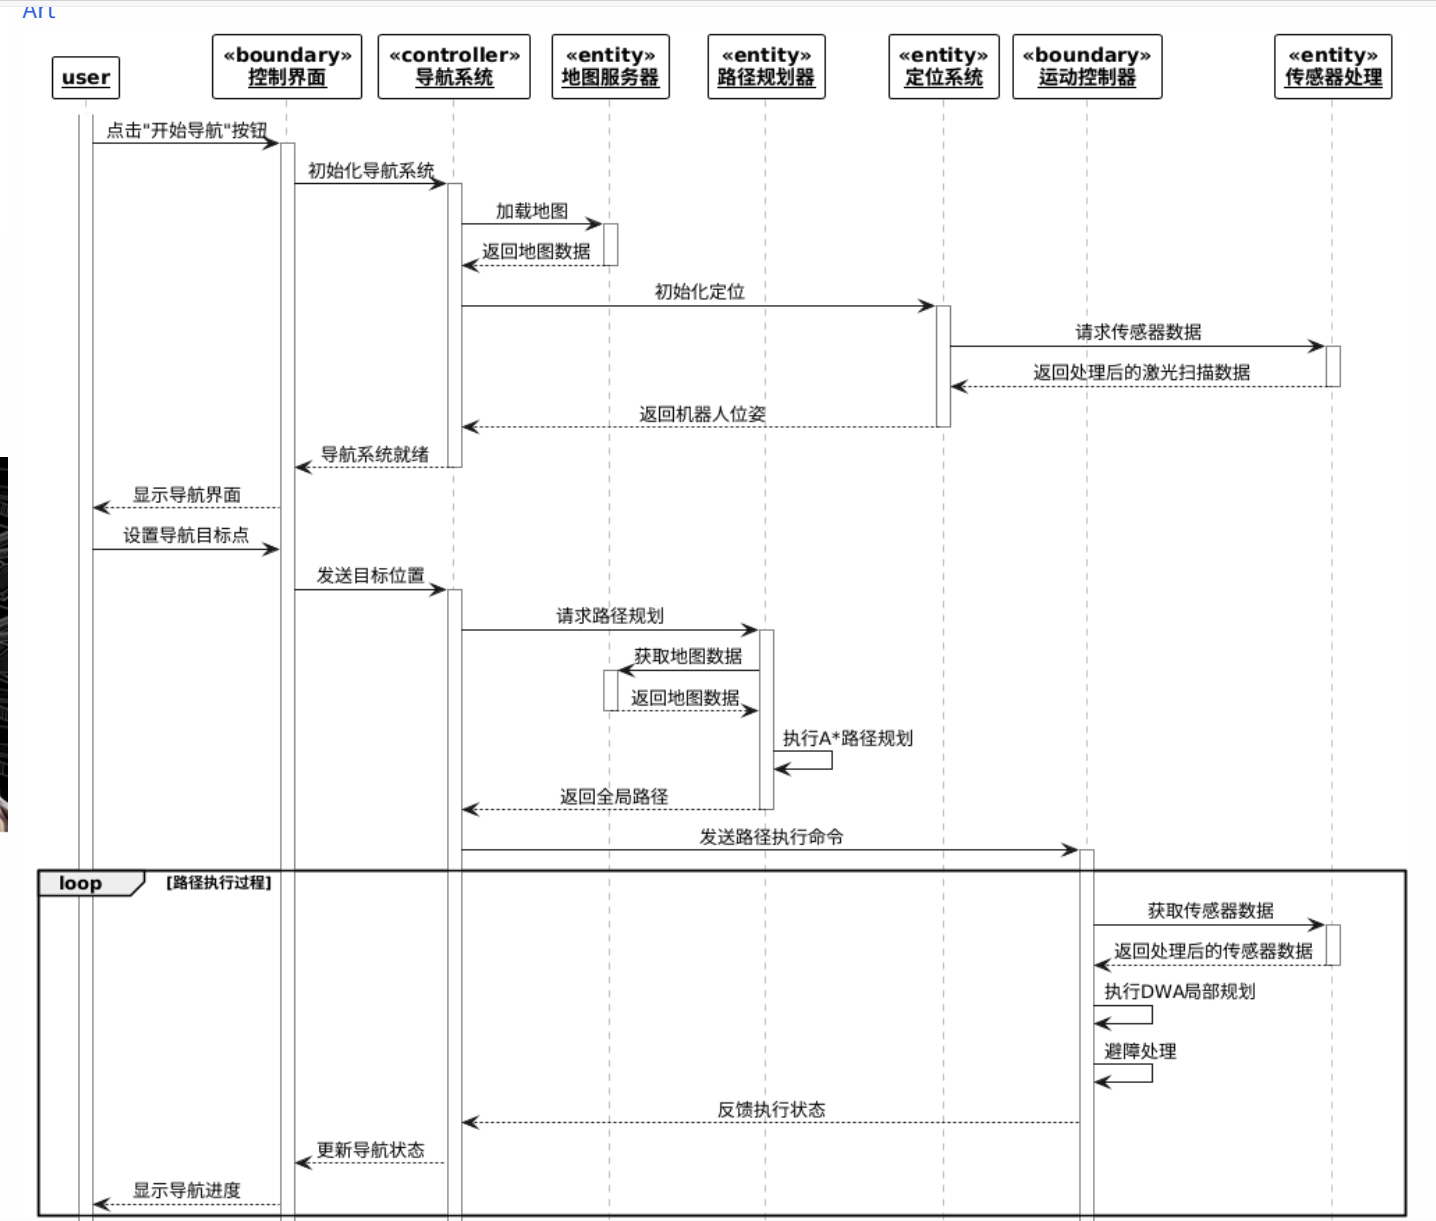 Art
user
«boundary»
控制界面
«controller»
导航系统
«entity»
地图服务器
«entity»
路径规划器
«entity»
定位系统
«boundary»
运动控制器
«entity»
传感器处理
点击"开始导航"按钮
初始化导航系统
加载地图
返回地图数据
初始化定位
请求传感器数据
返回处理后的激光扫描数据
返回机器人位姿
导航系统就绪
显示导航界面
设置导航目标点
发送目标位置
请求路径规划
获取地图数据
返回地图数据
执行A*路径规划
返回全局路径
发送路径执行命令
loop [路径执行过程]
获取传感器数据
返回处理后的传感器数据
执行DWA局部规划
避障处理
反馈执行状态
更新导航状态
显示导航进度